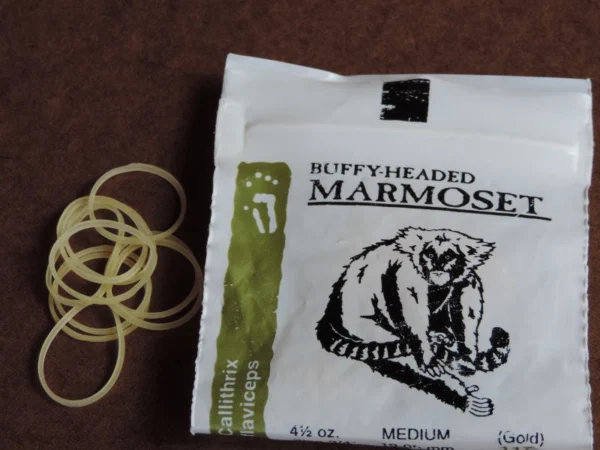 BUFFY-HEADED
MARMOSET
Callithrix
flaviceps
4½ oz. MEDIUM (Gold)